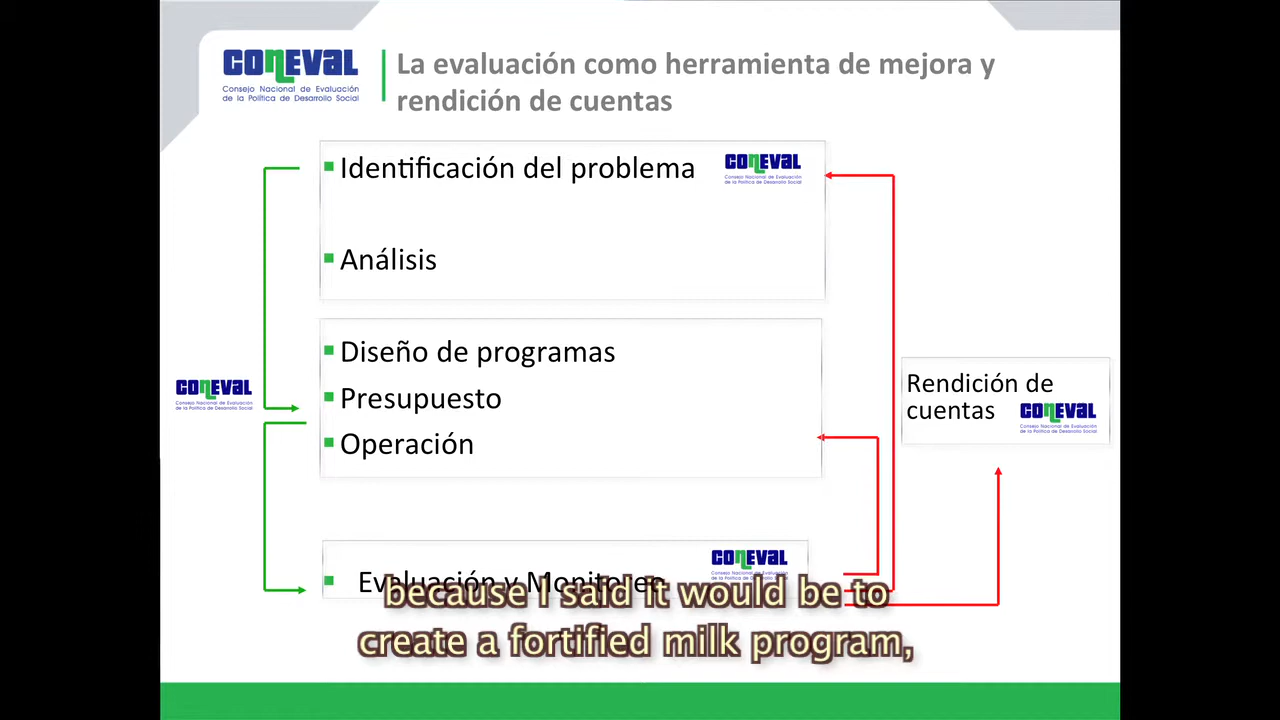 CONEVAL
Consejo Nacional de Evaluación
de la Política de Desarrollo Social
La evaluación como herramienta de mejora y
rendición de cuentas
Identificación del problema
CONEVAL
Consejo Nacional de Evaluación
de la Política de Desarrollo Social
Análisis
Diseño de programas
Presupuesto
Operación
CONEVAL
Consejo Nacional de Evaluación
de la Política de Desarrollo Social
Rendición de
cuentas
CONEVAL
Consejo Nacional de Evaluación
de la Política de Desarrollo Social
Evaluación y Monitoreo
CONEVAL
Consejo Nacional de Evaluación
de la Política de Desarrollo Social
because I said it would be to
create a fortified milk program,